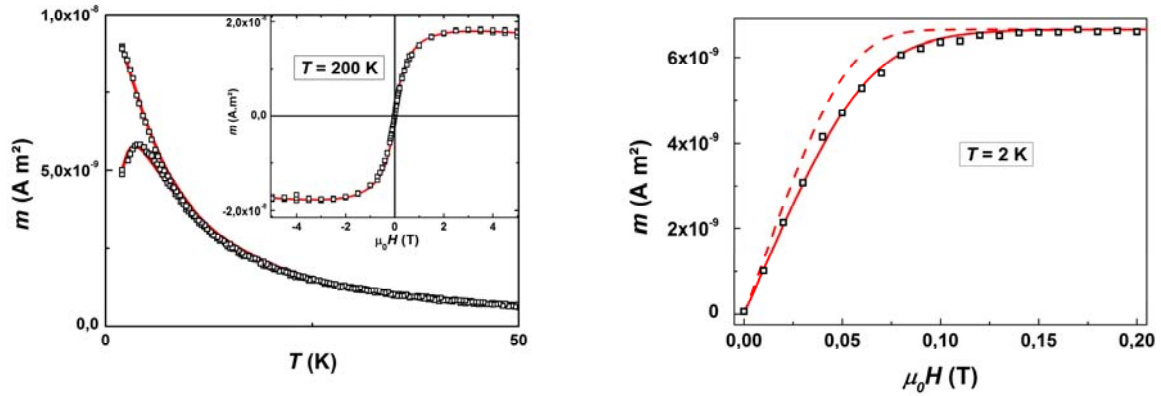 1,0x10⁻⁸
5,0x10⁻⁹
0,0
m (A m²)
0
50
T (K)
2,0x10⁻⁸
0,0
-2,0x10⁻⁸
m (A.m²)
T = 200 K
-4
-2
0
2
4
μ₀H (T)
6x10⁻⁹
4x10⁻⁹
2x10⁻⁹
0
m (A m²)
T = 2 K
0,00
0,05
0,10
0,15
0,20
μ₀H (T)